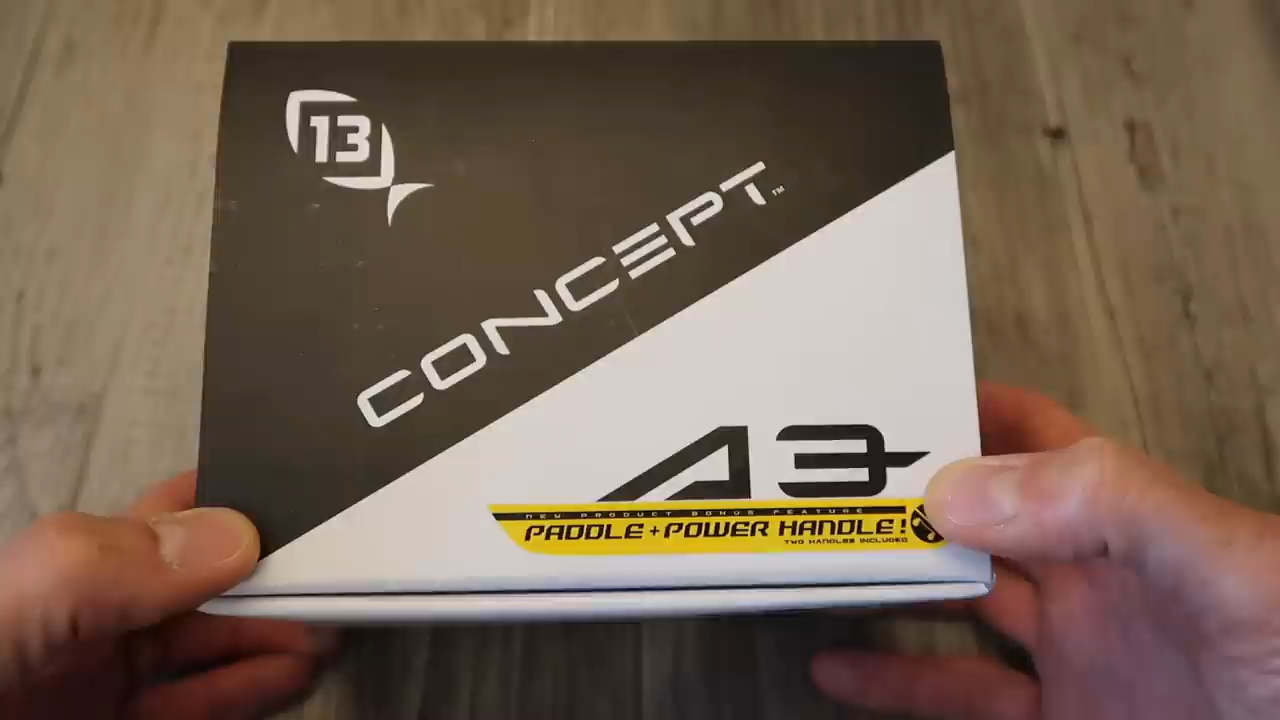 13
CONCEPT™
A3
NEW PRODUCT BONUS FEATURE
PADDLE + POWER HANDLE!
TWO HANDLES INCLUDED